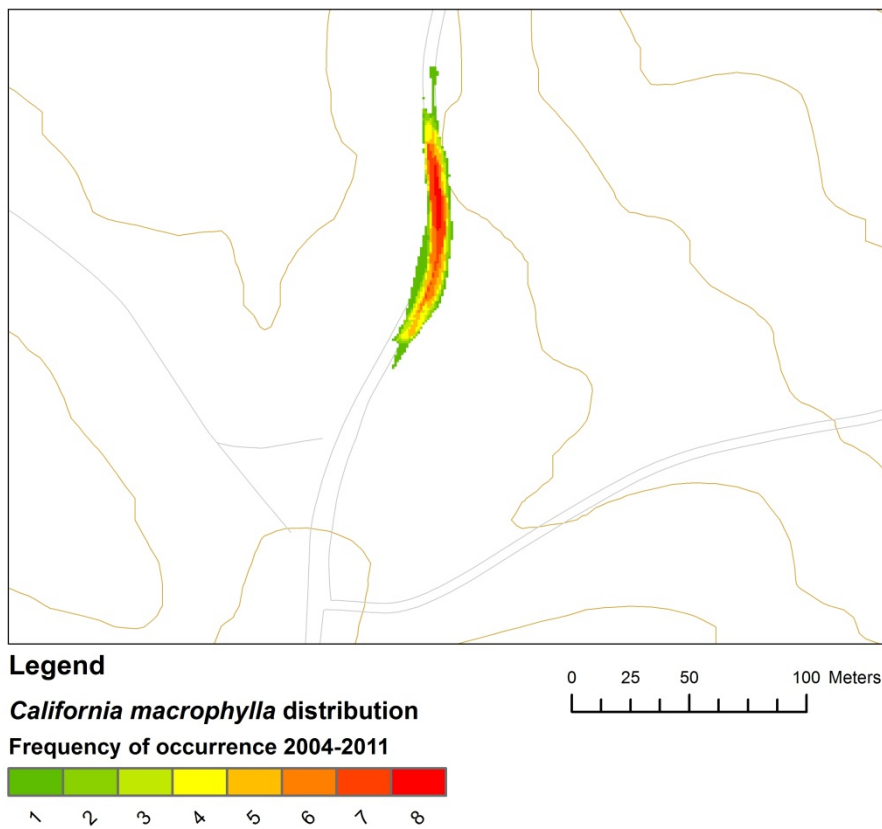 Legend
California macrophylla distribution
Frequency of occurrence 2004-2011
1 2 3 4 5 6 7 8
0 25 50 100 Meters